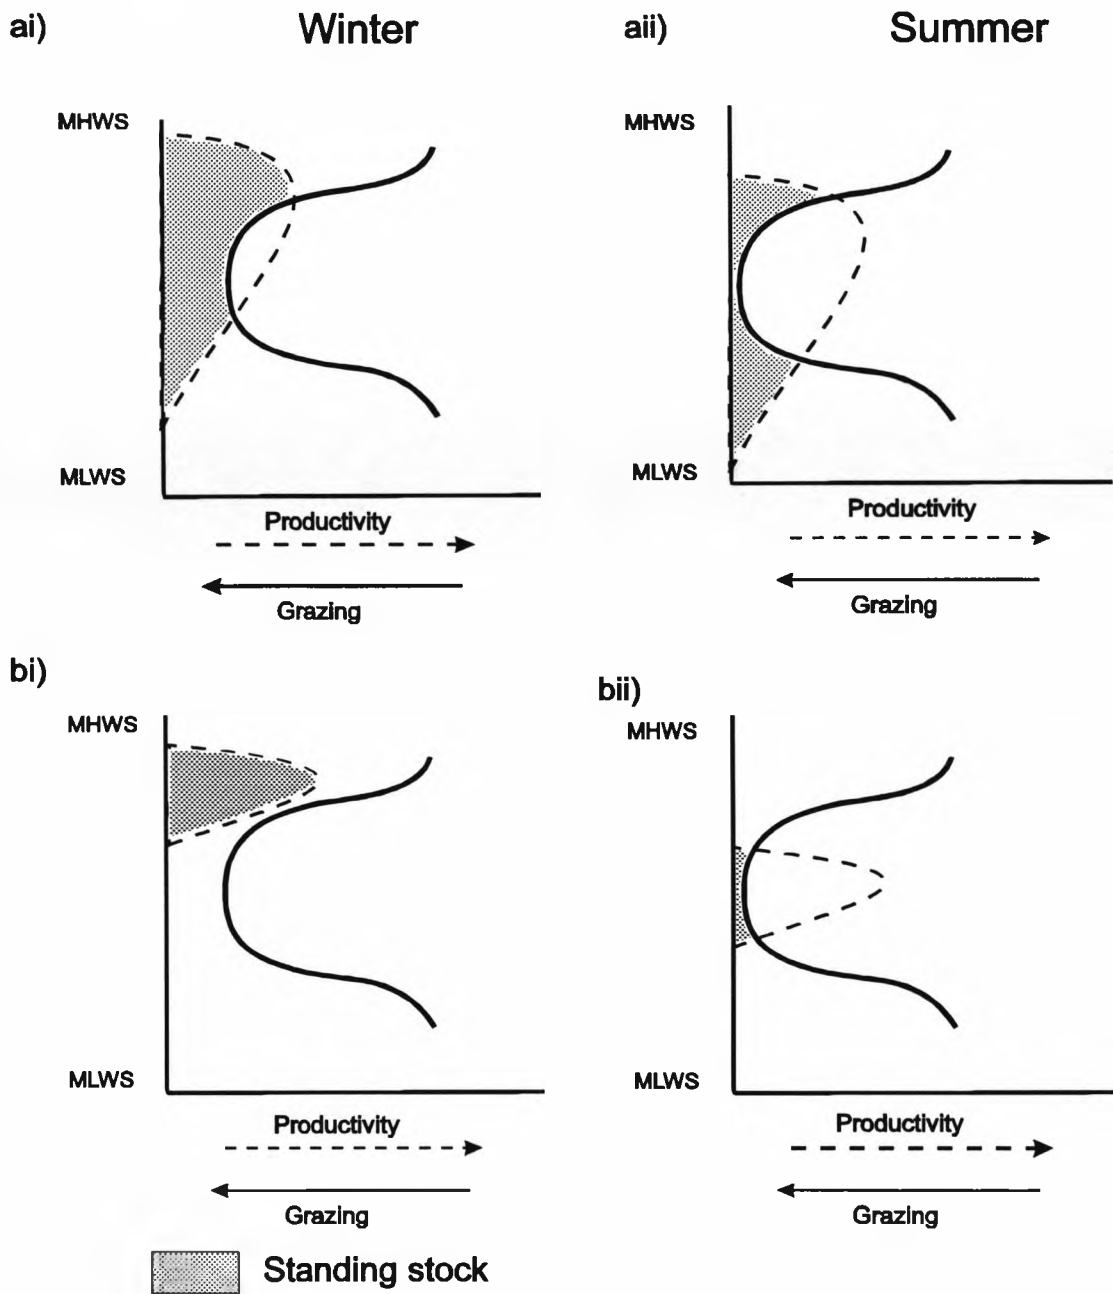 ai)
Winter
MHWS
MLWS
Productivity
Grazing
aii)
Summer
MHWS
MLWS
Productivity
Grazing
bi)
MHWS
MLWS
Productivity
Grazing
bii)
MHWS
MLWS
Productivity
Grazing
Standing stock